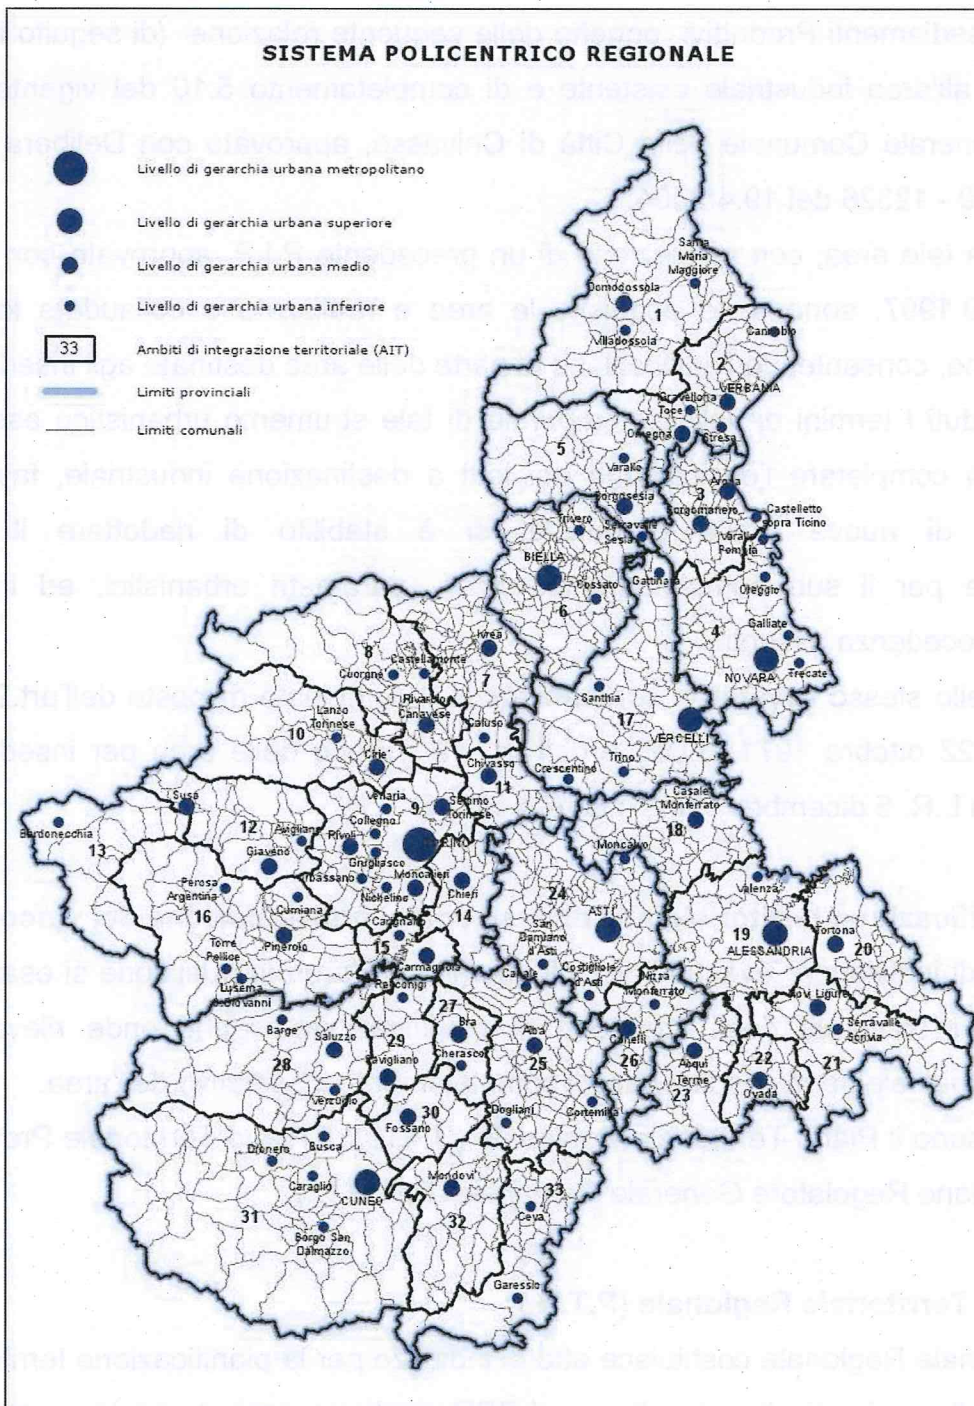 SISTEMA POLICENTRICO REGIONALE
Livello di gerarchia urbana metropolitano
Livello di gerarchia urbana superiore
Livello di gerarchia urbana medio
Livello di gerarchia urbana inferiore
33
Ambiti di integrazione territoriale (AIT)
Limiti provinciali
Limiti comunali
Santa
Maria
Maggiore
Domodossola
Villadossola
Cannobio
2
VERBANIA
Gravellona
Toce
Omegna
Stresa
5
Varallo
Borgosesia
3
Arona
Borgomanero
Castelletto
sopra Ticino
Varallo
Pombia
Trivero
Serravalle
Sesia
BIELLA
Cossato
Gattinara
6
Oleggio
4
Galliate
NOVARA
Trecate
8
Ivrea
Castellamonte
Cuorgnè
7
Rivarolo
Canavese
Santhià
17
VERCELLI
Lanzo
Torinese
10
Caluso
Ciriè
Chivasso
11
Crescentino
Trino
Susa
Bardonecchia
13
12
Avigliana
Giaveno
Venaria
9
Settimo
Torinese
Collegno
Rivoli
Grugliasco
Moncalieri
Nichelino
Chieri
14
Casale
Monferrato
18
Moncalvo
Perosa
Argentina
16
Cumiana
Pinerolo
Carignano
15
Carmagnola
24
ASTI
San
Damiano
d'Asti
Valenza
19
ALESSANDRIA
Tortona
20
Torre
Pellice
Luserna
S.Giovanni
Racconigi
Canale
Costigliole
d'Asti
Nizza
Monferrato
Novi Ligure
Serravalle
Scrivia
Barge
28
Saluzzo
29
Savigliano
27
Bra
Cherasco
Alba
25
Canelli
26
Acqui
Terme
23
22
Ovada
21
Verzuolo
30
Fossano
Dogliani
Cortemilia
Busca
Dronero
Caraglio
CUNEO
31
Borgo San
Dalmazzo
Mondovì
32
33
Ceva
Garessio